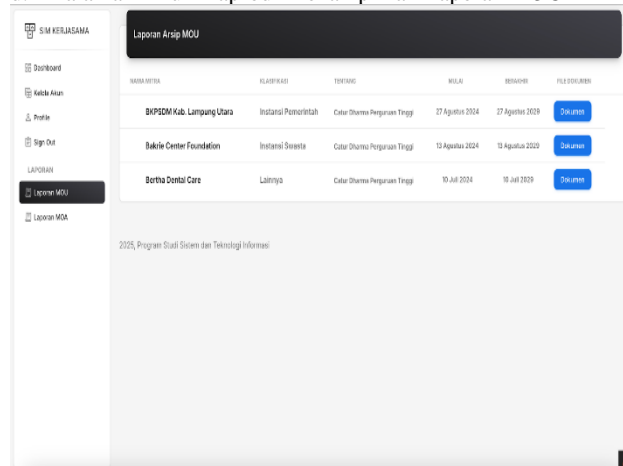 SIM KERJASAMA
Dashboard
Kelola Akun
Profile
Sign Out
LAPORAN
Laporan MOU
Laporan MOA
Laporan Arsip MOU
NAMA MITRA KLASIFIKASI TENTANG MULAI BERAKHIR FILE DOKUMEN
BKPSDM Kab. Lampung Utara Instansi Pemerintah Catur Dharma Perguruan Tinggi 27 Agustus 2024 27 Agustus 2029 Dokumen
Bakrie Center Foundation Instansi Swasta Catur Dharma Perguruan Tinggi 13 Agustus 2024 13 Agustus 2029 Dokumen
Bertha Dental Care Lainnya Catur Dharma Perguruan Tinggi 10 Juli 2024 10 Juli 2029 Dokumen
2025, Program Studi Sistem dan Teknologi Informasi